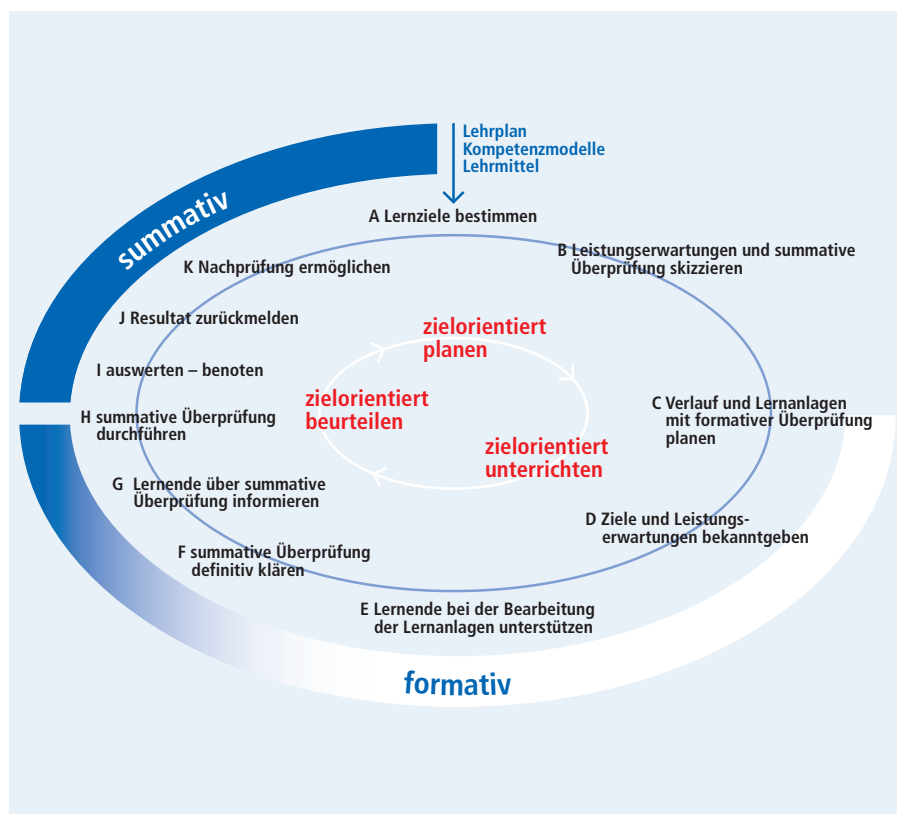 summativ
Lehrplan
Kompetenzmodelle
Lehrmittel
A Lernziele bestimmen
B Leistungserwartungen und summative
Überprüfung skizzieren
C Verlauf und Lernanlagen
mit formativer Überprüfung
planen
D Ziele und Leistungs-
erwartungen bekanntgeben
E Lernende bei der Bearbeitung
der Lernanlagen unterstützen
F summative Überprüfung
definitiv klären
G Lernende über summative
Überprüfung informieren
H summative Überprüfung
durchführen
I auswerten – benoten
J Resultat zurückmelden
K Nachprüfung ermöglichen
zielorientiert
planen
zielorientiert
unterrichten
zielorientiert
beurteilen
formativ